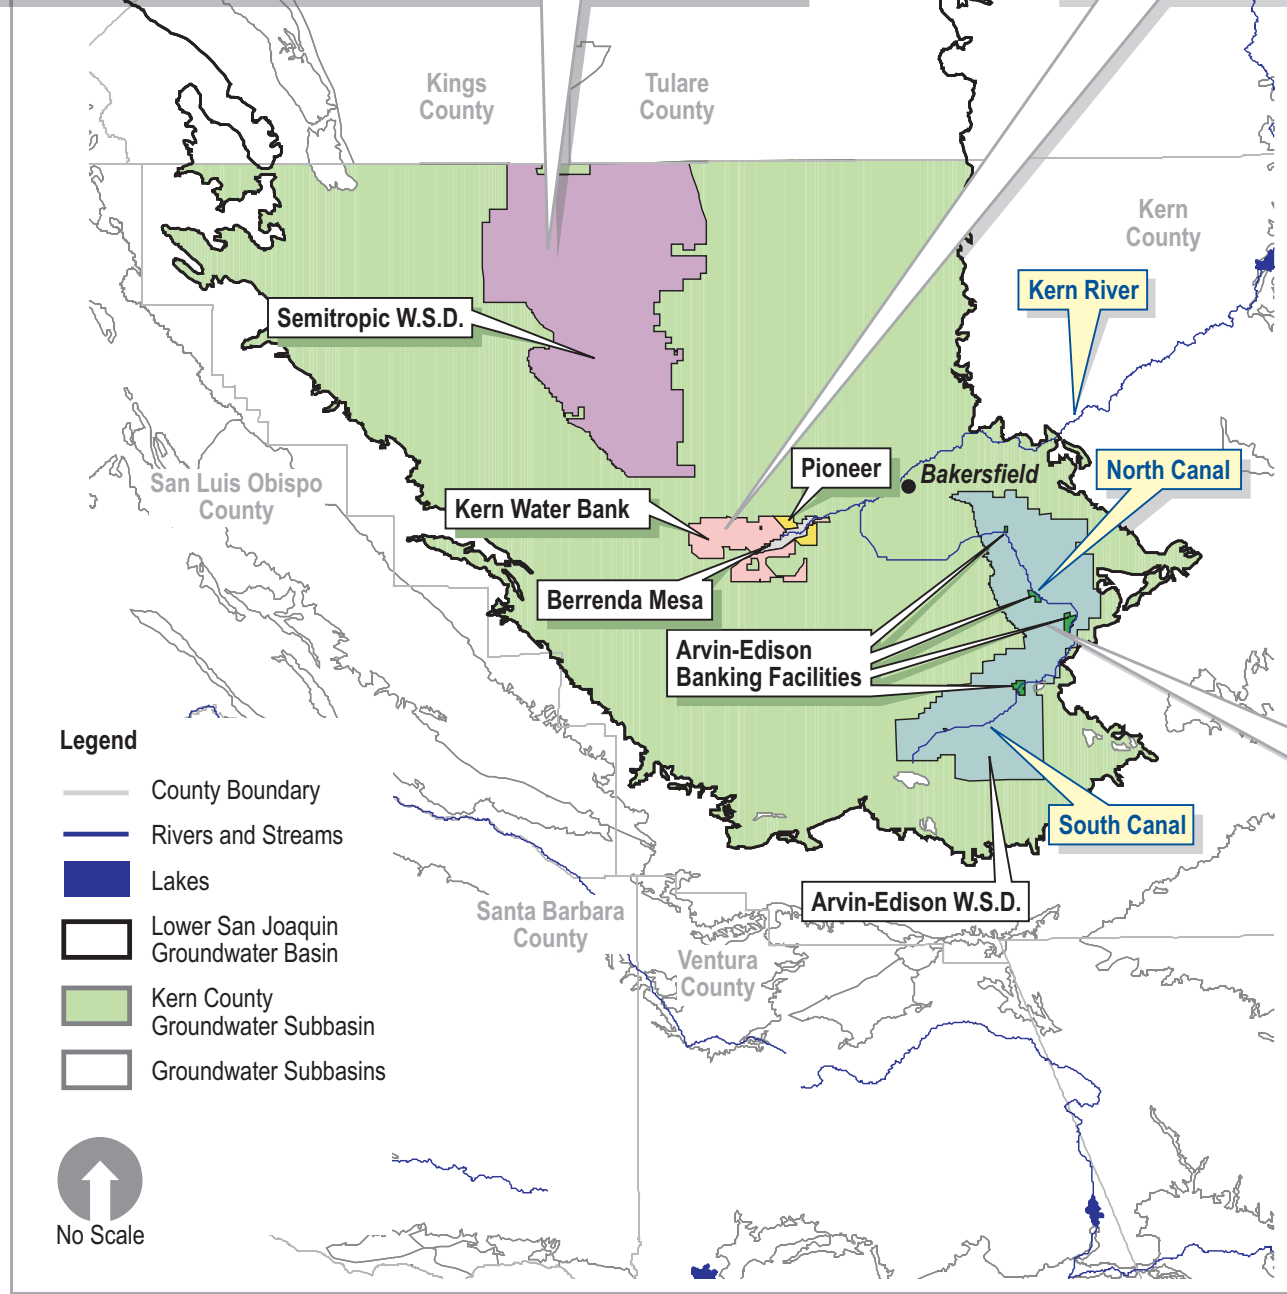 Kings
County
Tulare
County
Kern
County
Kern River
Semitropic W.S.D.
San Luis Obispo
County
Pioneer
Bakersfield
North Canal
Kern Water Bank
Berrenda Mesa
Arvin-Edison
Banking Facilities
South Canal
Arvin-Edison W.S.D.
Santa Barbara
County
Ventura
County
Legend
County Boundary
Rivers and Streams
Lakes
Lower San Joaquin
Groundwater Basin
Kern County
Groundwater Subbasin
Groundwater Subbasins
No Scale